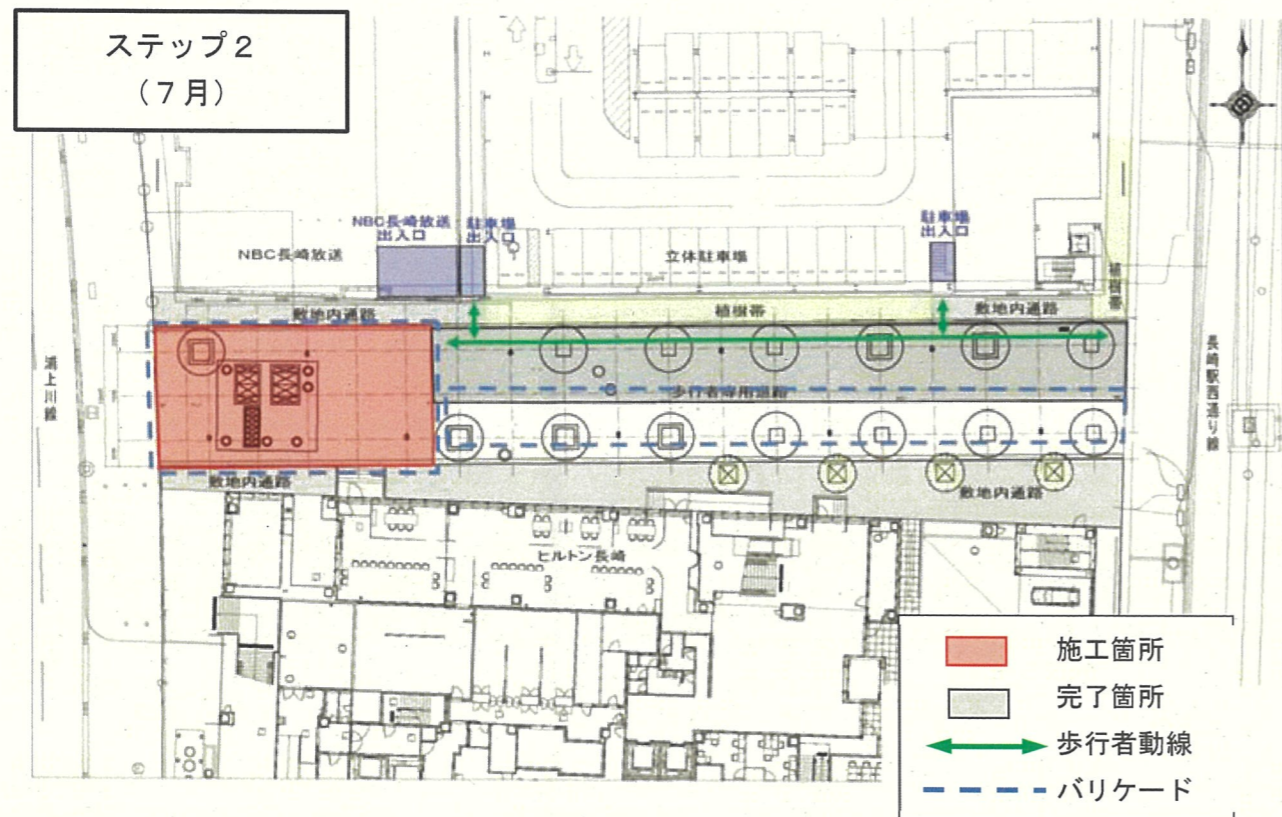 ステップ2
(7月)
NBC長崎放送
出入口
駐車場
出入口
駐車場
出入口
NBC長崎放送
立体駐車場
敷地内通路
植樹帯
敷地内通路
植樹帯
浦上川線
歩行者専用道路
長崎駅西通り線
敷地内通路
敷地内通路
ヒルトン長崎
施工箇所
完了箇所
歩行者動線
バリケード